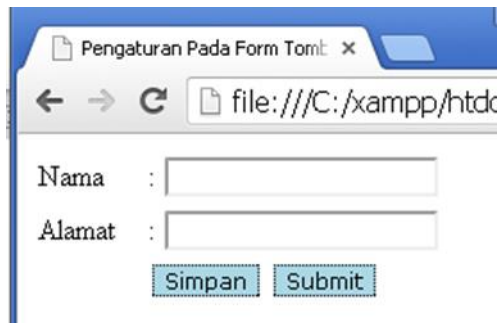 Pengaturan Pada Form Tomb
file:///C:/xampp/htdo
Nama :
Alamat :
Simpan Submit